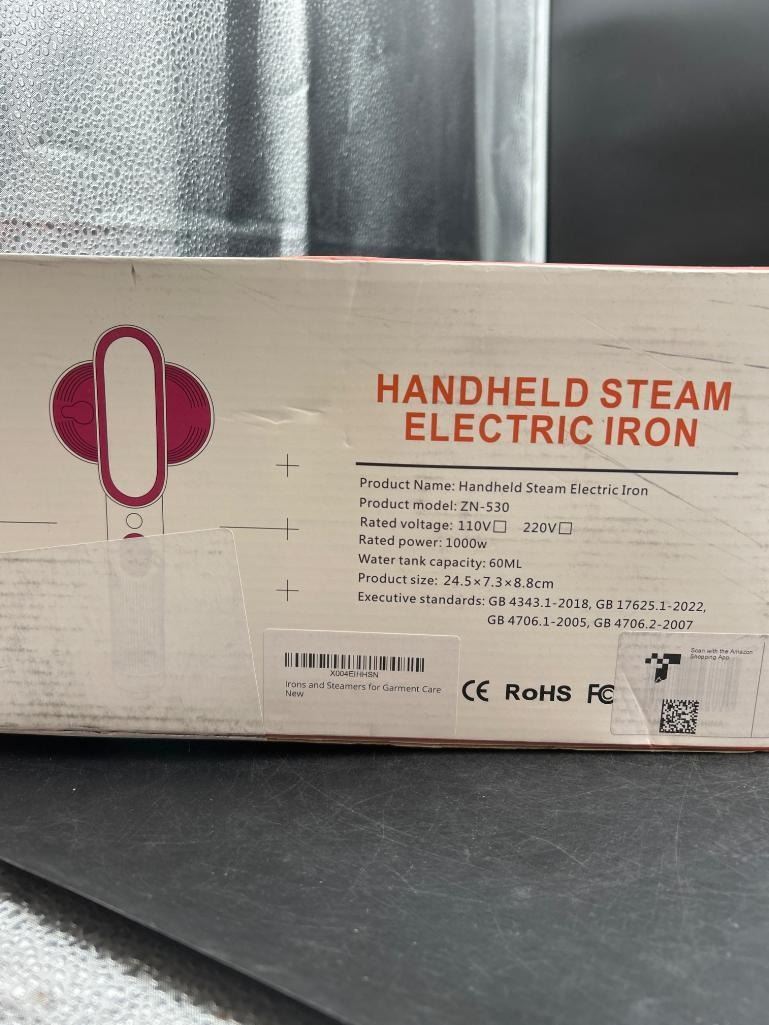 HANDHELD STEAM
ELECTRIC IRON
Product Name: Handheld Steam Electric Iron
Product model: ZN-530
Rated voltage: 110V□ 220V□
Rated power: 1000w
Water tank capacity: 60ML
Product size: 24.5×7.3×8.8cm
Executive standards: GB 4343.1-2018, GB 17625.1-2022,
GB 4706.1-2005, GB 4706.2-2007
Irons and Steamers for Garment Care
New
CE RoHS FC
Scan with the Amazon
Shopping App